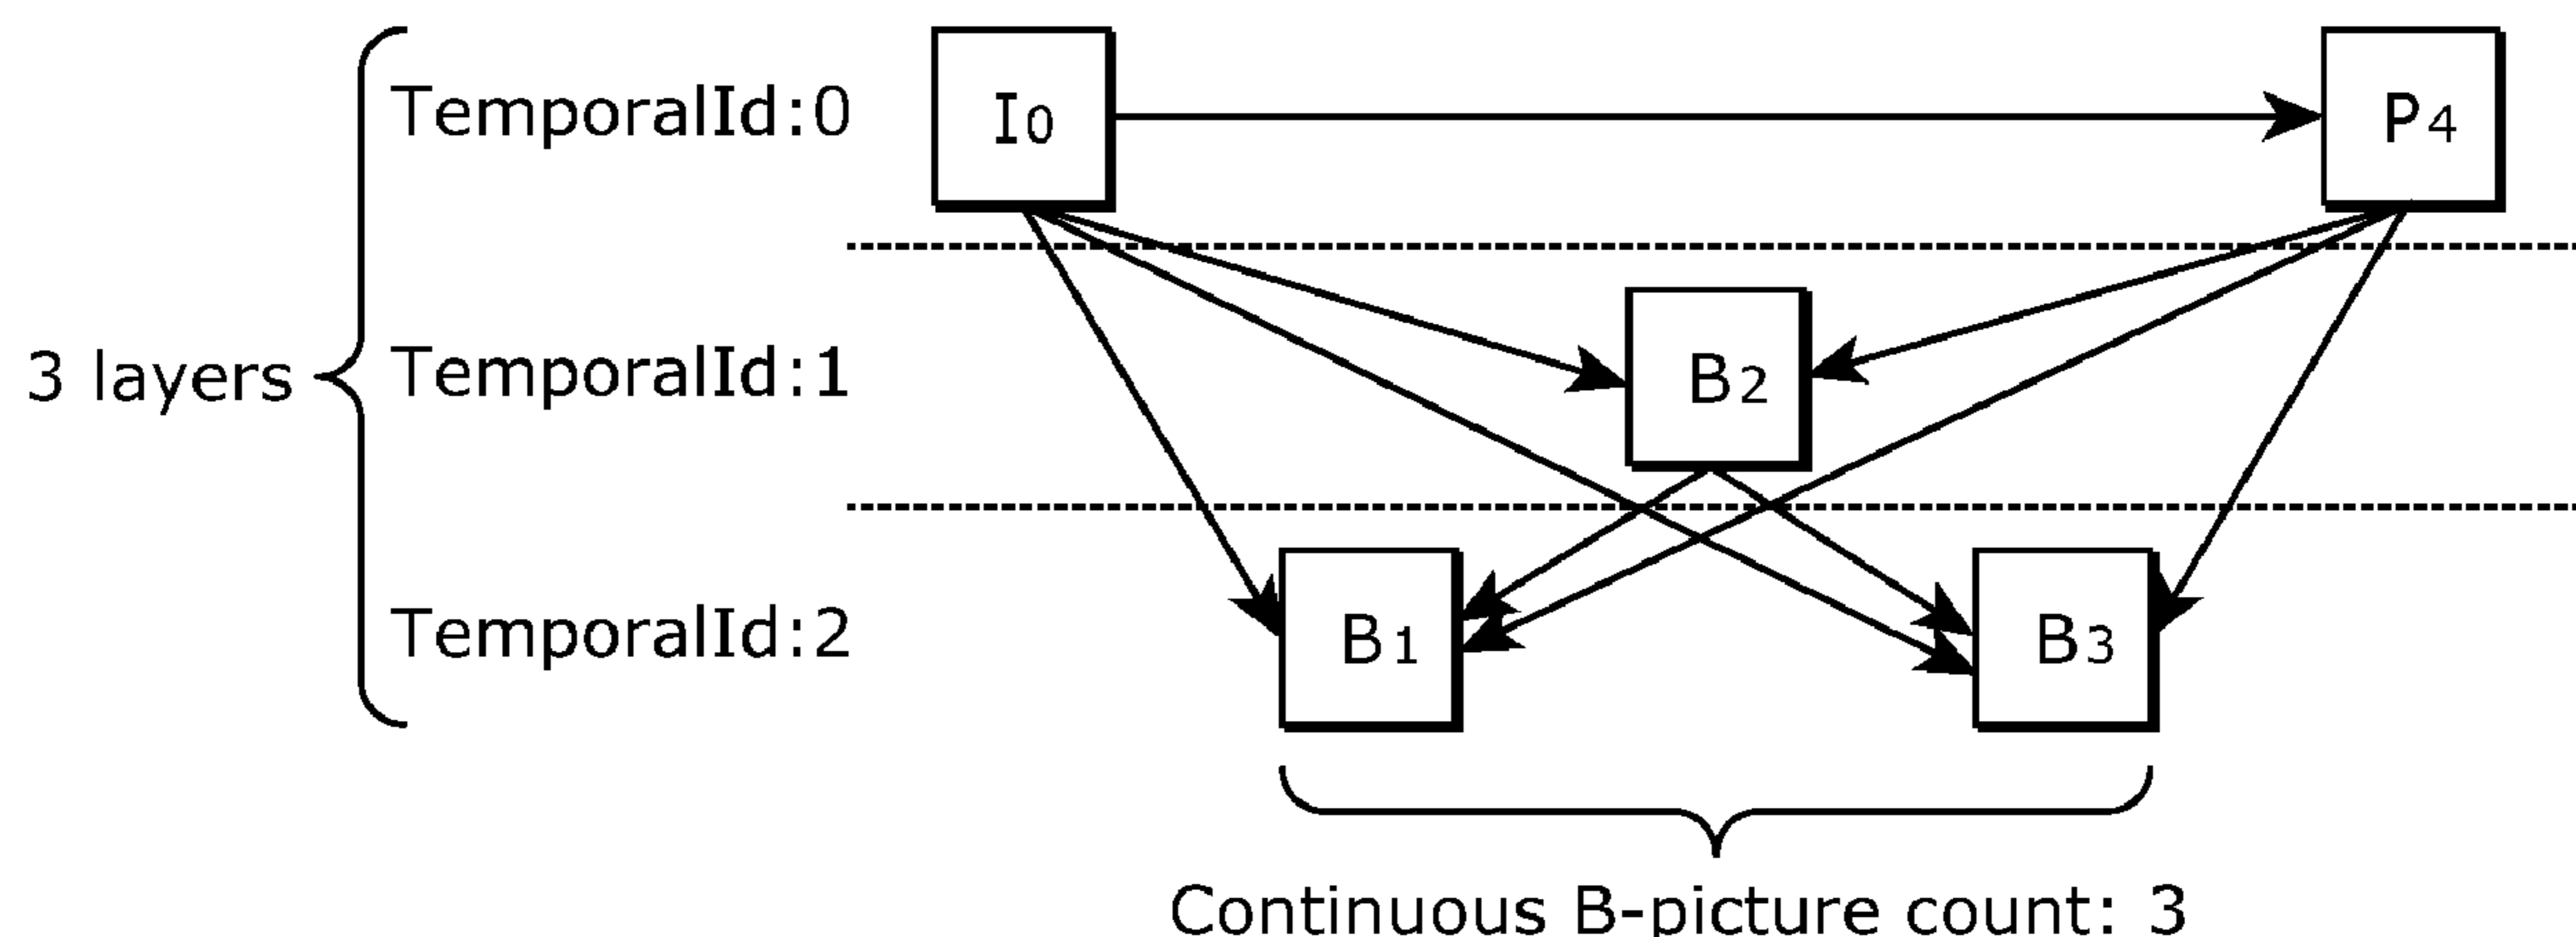 TemporalId:0 I0 P4
3 layers TemporalId:1 B2
TemporalId:2 B1 B3
Continuous B-picture count: 3